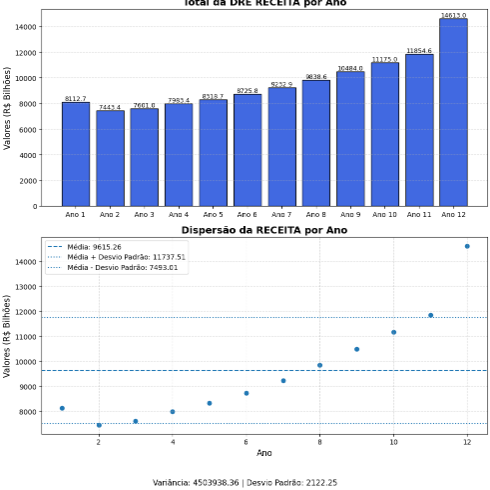 Total da DRE RECEITA por Ano
Valores (R$ Bilhões)
14000
12000
10000
8000
6000
4000
2000
0
8112.7
7443.4
7601.8
7983.4
8318.7
8725.8
9232.9
9838.6
10484.0
11175.0
11854.6
14613.0
Ano 1 Ano 2 Ano 3 Ano 4 Ano 5 Ano 6 Ano 7 Ano 8 Ano 9 Ano 10 Ano 11 Ano 12
Dispersão da RECEITA por Ano
Média: 9615.26
Média + Desvio Padrão: 11737.51
Média - Desvio Padrão: 7493.01
Valores (R$ Bilhões)
14000
13000
12000
11000
10000
9000
8000
2 4 6 8 10 12
Ano
Variância: 4503938.36 | Desvio Padrão: 2122.25